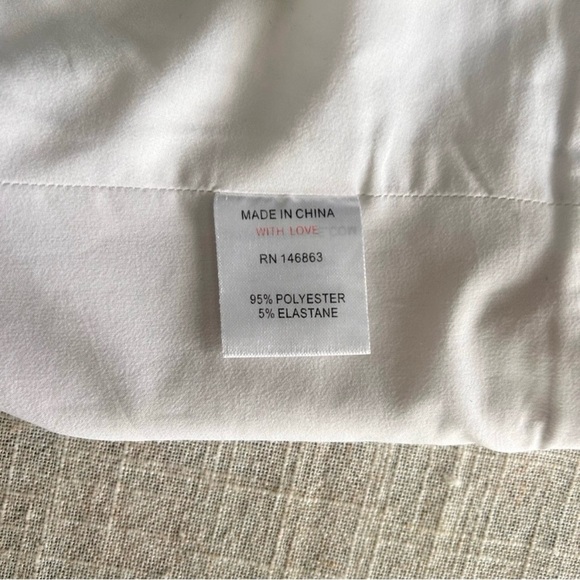 MADE IN CHINA
WITH LOVE
RN 146863
95% POLYESTER
5% ELASTANE